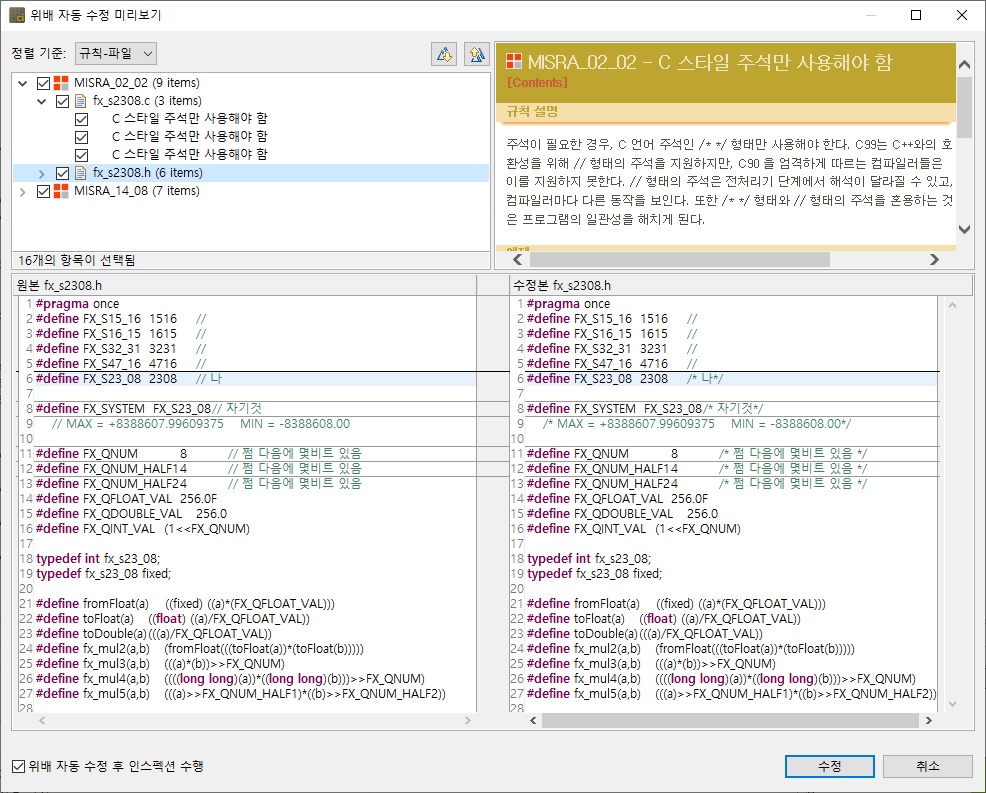 위배 자동 수정 미리보기
정렬 기준: 규칙-파일
MISRA_02_02 (9 items)
fx_s2308.c (3 items)
C 스타일 주석만 사용해야 함
C 스타일 주석만 사용해야 함
C 스타일 주석만 사용해야 함
fx_s2308.h (6 items)
MISRA_14_08 (7 items)
16개의 항목이 선택됨
MISRA_02_02 - C 스타일 주석만 사용해야 함
[Contents]
규칙 설명
주석이 필요한 경우, C 언어 주석인 /* */ 형태만 사용해야 한다. C99는 C++와의 호
환성을 위해 // 형태의 주석을 지원하지만, C90 을 엄격하게 따르는 컴파일러들은
이를 지원하지 못한다. // 형태의 주석은 전처리기 단계에서 해석이 달라질 수 있고,
컴파일러마다 다른 동작을 보인다. 또한 /* */ 형태와 // 형태의 주석을 혼용하는 것
은 프로그램의 일관성을 해치게 된다.
원본 fx_s2308.h
1 #pragma once
2 #define FX_S15_16 1516 //
3 #define FX_S16_15 1615 //
4 #define FX_S32_31 3231 //
5 #define FX_S47_16 4716 //
6 #define FX_S23_08 2308 // 나
7
8 #define FX_SYSTEM FX_S23_08// 자기것
9 // MAX = +8388607.99609375 MIN = -8388608.00
10
11 #define FX_QNUM 8 // 쩜 다음에 몇비트 있음
12 #define FX_QNUM_HALF14 // 쩜 다음에 몇비트 있음
13 #define FX_QNUM_HALF24 // 쩜 다음에 몇비트 있음
14 #define FX_QFLOAT_VAL 256.0F
15 #define FX_QDOUBLE_VAL 256.0
16 #define FX_QINT_VAL (1<<FX_QNUM)
17
18 typedef int fx_s23_08;
19 typedef fx_s23_08 fixed;
20
21 #define fromFloat(a) ((fixed) ((a)*(FX_QFLOAT_VAL)))
22 #define toFloat(a) ((float) ((a)/FX_QFLOAT_VAL))
23 #define toDouble(a)(((a)/FX_QFLOAT_VAL))
24 #define fx_mul2(a,b) (fromFloat(((toFloat(a))*(toFloat(b)))))
25 #define fx_mul3(a,b) (((a)*(b))>>FX_QNUM)
26 #define fx_mul4(a,b) ((((long long)(a))*((long long)(b)))>>FX_QNUM)
27 #define fx_mul5(a,b) (((a)>>FX_QNUM_HALF1)*((b)>>FX_QNUM_HALF2))
28
수정본 fx_s2308.h
1 #pragma once
2 #define FX_S15_16 1516 //
3 #define FX_S16_15 1615 //
4 #define FX_S32_31 3231 //
5 #define FX_S47_16 4716 //
6 #define FX_S23_08 2308 /* 나*/
7
8 #define FX_SYSTEM FX_S23_08/* 자기것*/
9 /* MAX = +8388607.99609375 MIN = -8388608.00*/
10
11 #define FX_QNUM 8 /* 쩜 다음에 몇비트 있음 */
12 #define FX_QNUM_HALF14 /* 쩜 다음에 몇비트 있음 */
13 #define FX_QNUM_HALF24 /* 쩜 다음에 몇비트 있음 */
14 #define FX_QFLOAT_VAL 256.0F
15 #define FX_QDOUBLE_VAL 256.0
16 #define FX_QINT_VAL (1<<FX_QNUM)
17
18 typedef int fx_s23_08;
19 typedef fx_s23_08 fixed;
20
21 #define fromFloat(a) ((fixed) ((a)*(FX_QFLOAT_VAL)))
22 #define toFloat(a) ((float) ((a)/FX_QFLOAT_VAL))
23 #define toDouble(a)(((a)/FX_QFLOAT_VAL))
24 #define fx_mul2(a,b) (fromFloat(((toFloat(a))*(toFloat(b)))))
25 #define fx_mul3(a,b) (((a)*(b))>>FX_QNUM)
26 #define fx_mul4(a,b) ((((long long)(a))*((long long)(b)))>>FX_QNUM)
27 #define fx_mul5(a,b) (((a)>>FX_QNUM_HALF1)*((b)>>FX_QNUM_HALF2))
28
위배 자동 수정 후 인스펙션 수행
수정
취소